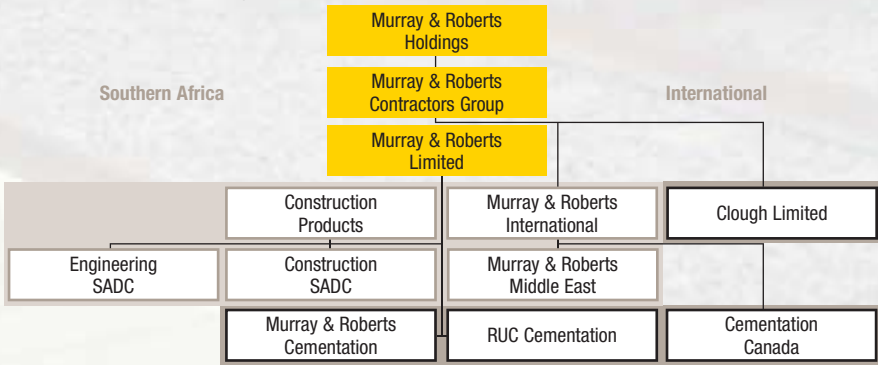 Murray & Roberts
Holdings
Southern Africa
Murray & Roberts
Contractors Group
International
Murray & Roberts
Limited
Construction
Products
Murray & Roberts
International
Clough Limited
Engineering
SADC
Construction
SADC
Murray & Roberts
Middle East
Murray & Roberts
Cementation
RUC Cementation
Cementation
Canada